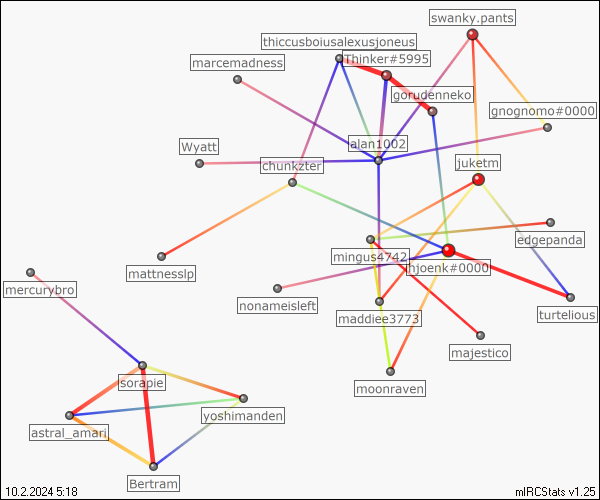 swanky.pants
thiccusboiusalexusjoneus
marcemadness
Thinker#5995
gorudenneko
gnognomo#0000
alan1002
Wyatt
chunkzter
juketm
edgepanda
mingus4742
hjoenk#0000
mattnesslp
mercurybro
nonameisleft
maddiee3773
turtelious
majestico
sorapie
moonraven
yoshimanden
astral_amari
Bertram
10.2.2024 5:18
mIRCStats v1.25